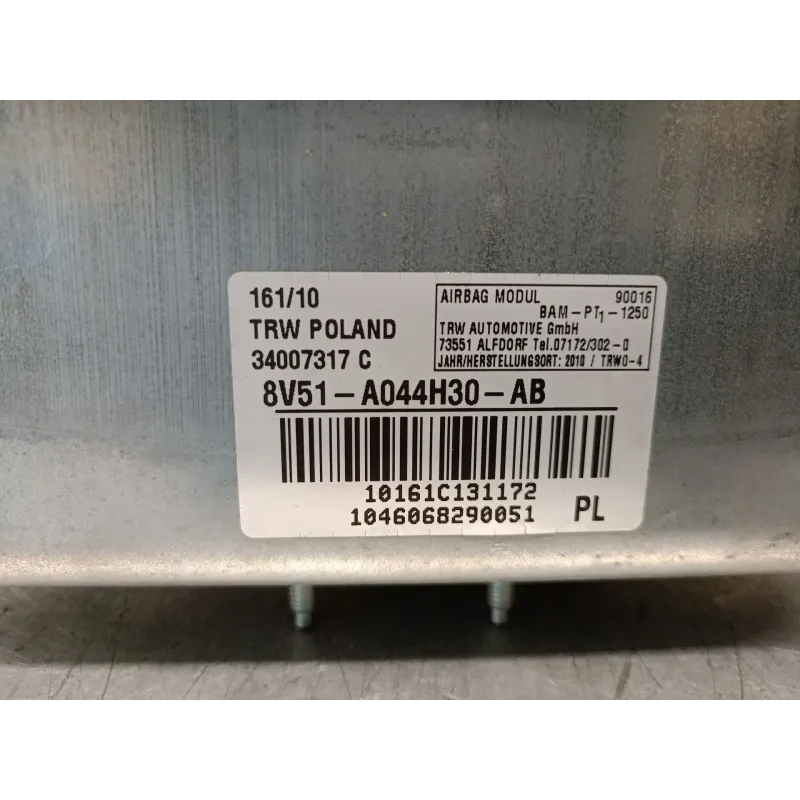 161/10
TRW POLAND
34007317 C
AIRBAG MODUL 90016
BAM-PT1-1250
TRW AUTOMOTIVE GmbH
73551 ALFDORF Tel.07172/302-0
JAHR/HERSTELLUNGSORT: 2010 / TRWO-4
8V51-A044H30-AB
10161C131172
1046068290051 PL